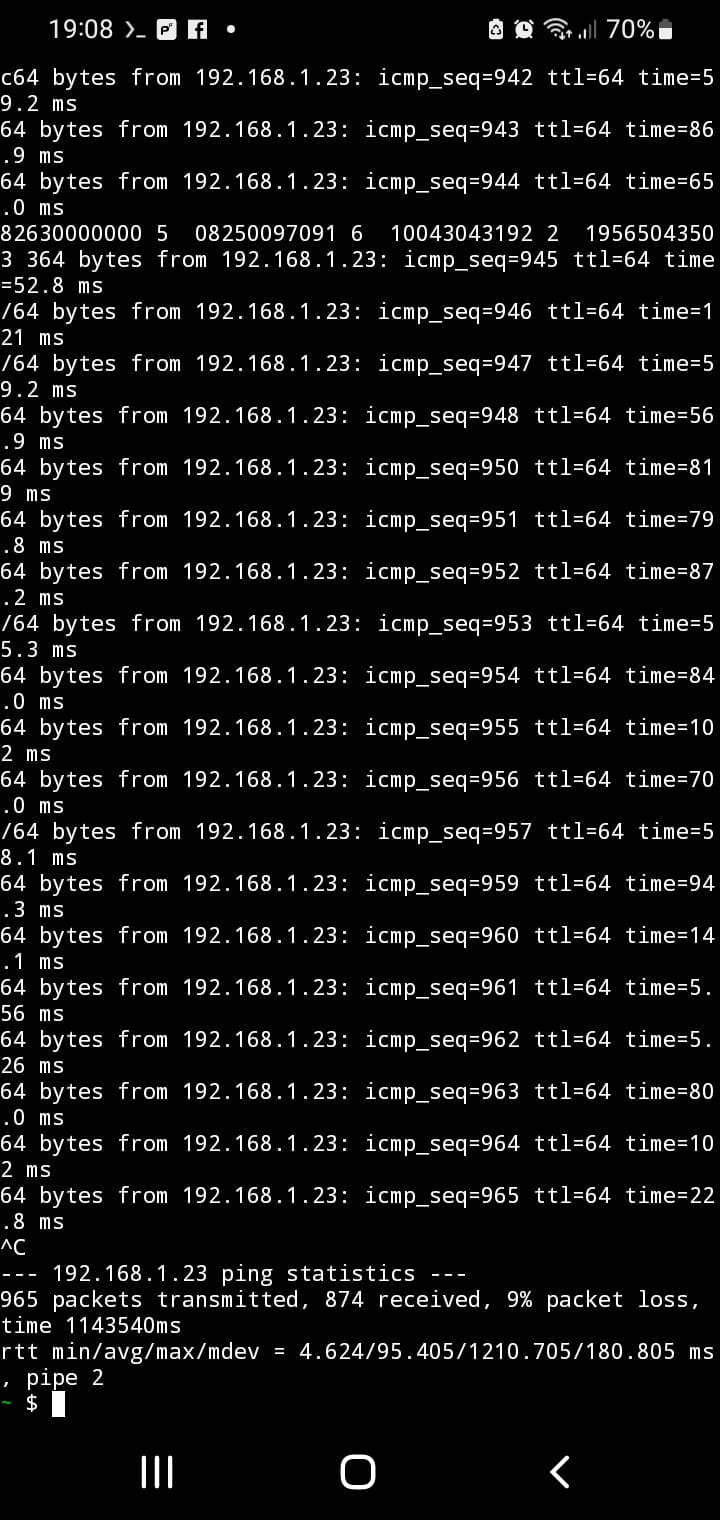 19:08 70%
c64 bytes from 192.168.1.23: icmp_seq=942 ttl=64 time=5
9.2 ms
64 bytes from 192.168.1.23: icmp_seq=943 ttl=64 time=86
.9 ms
64 bytes from 192.168.1.23: icmp_seq=944 ttl=64 time=65
.0 ms
82630000000 5  08250097091 6  10043043192 2  1956504350
3 364 bytes from 192.168.1.23: icmp_seq=945 ttl=64 time
=52.8 ms
/64 bytes from 192.168.1.23: icmp_seq=946 ttl=64 time=1
21 ms
/64 bytes from 192.168.1.23: icmp_seq=947 ttl=64 time=5
9.2 ms
64 bytes from 192.168.1.23: icmp_seq=948 ttl=64 time=56
.9 ms
64 bytes from 192.168.1.23: icmp_seq=950 ttl=64 time=81
9 ms
64 bytes from 192.168.1.23: icmp_seq=951 ttl=64 time=79
.8 ms
64 bytes from 192.168.1.23: icmp_seq=952 ttl=64 time=87
.2 ms
/64 bytes from 192.168.1.23: icmp_seq=953 ttl=64 time=5
5.3 ms
64 bytes from 192.168.1.23: icmp_seq=954 ttl=64 time=84
.0 ms
64 bytes from 192.168.1.23: icmp_seq=955 ttl=64 time=10
2 ms
64 bytes from 192.168.1.23: icmp_seq=956 ttl=64 time=70
.0 ms
/64 bytes from 192.168.1.23: icmp_seq=957 ttl=64 time=5
8.1 ms
64 bytes from 192.168.1.23: icmp_seq=959 ttl=64 time=94
.3 ms
64 bytes from 192.168.1.23: icmp_seq=960 ttl=64 time=14
.1 ms
64 bytes from 192.168.1.23: icmp_seq=961 ttl=64 time=5.
56 ms
64 bytes from 192.168.1.23: icmp_seq=962 ttl=64 time=5.
26 ms
64 bytes from 192.168.1.23: icmp_seq=963 ttl=64 time=80
.0 ms
64 bytes from 192.168.1.23: icmp_seq=964 ttl=64 time=10
2 ms
64 bytes from 192.168.1.23: icmp_seq=965 ttl=64 time=22
.8 ms
^C
--- 192.168.1.23 ping statistics ---
965 packets transmitted, 874 received, 9% packet loss,
time 1143540ms
rtt min/avg/max/mdev = 4.624/95.405/1210.705/180.805 ms
, pipe 2
~ $